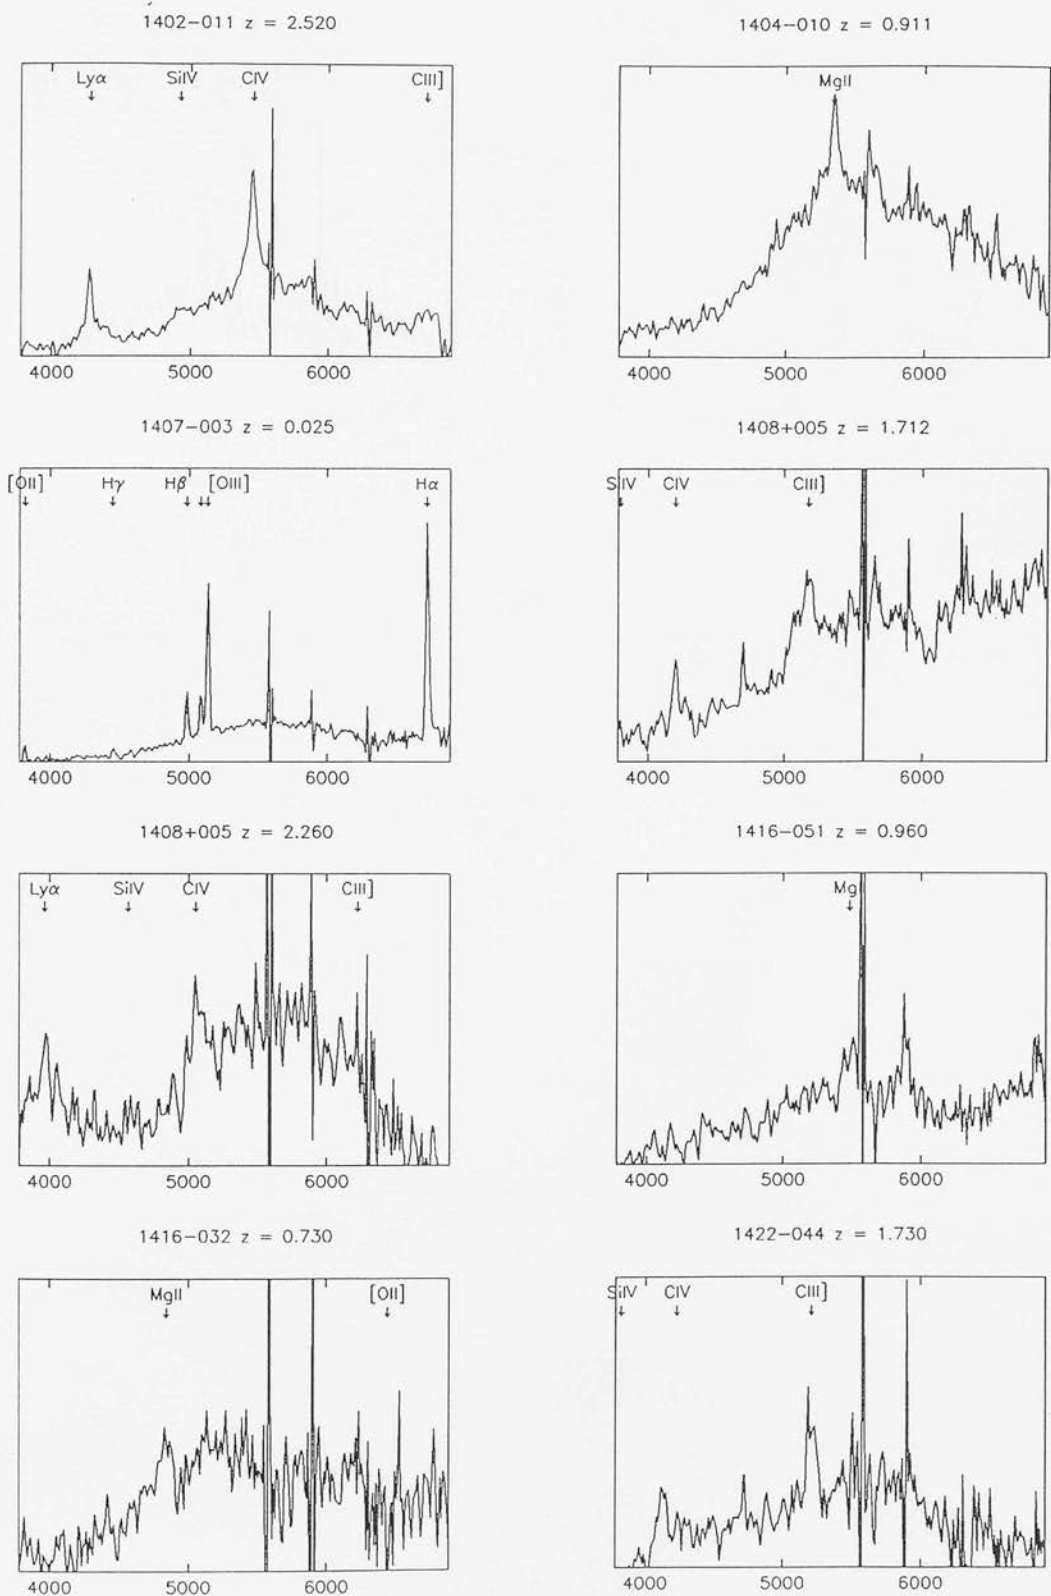 1402−011 z = 2.520
Lyα SiIV CIV CIII]
4000 5000 6000
1404−010 z = 0.911
MgII
4000 5000 6000
1407−003 z = 0.025
[OII] Hγ Hβ [OIII] Hα
4000 5000 6000
1408+005 z = 1.712
SiIV CIV CIII]
4000 5000 6000
1408+005 z = 2.260
Lyα SiIV CIV CIII]
4000 5000 6000
1416−051 z = 0.960
Mg
4000 5000 6000
1416−032 z = 0.730
MgII [OII]
4000 5000 6000
1422−044 z = 1.730
SiIV CIV CIII]
4000 5000 6000